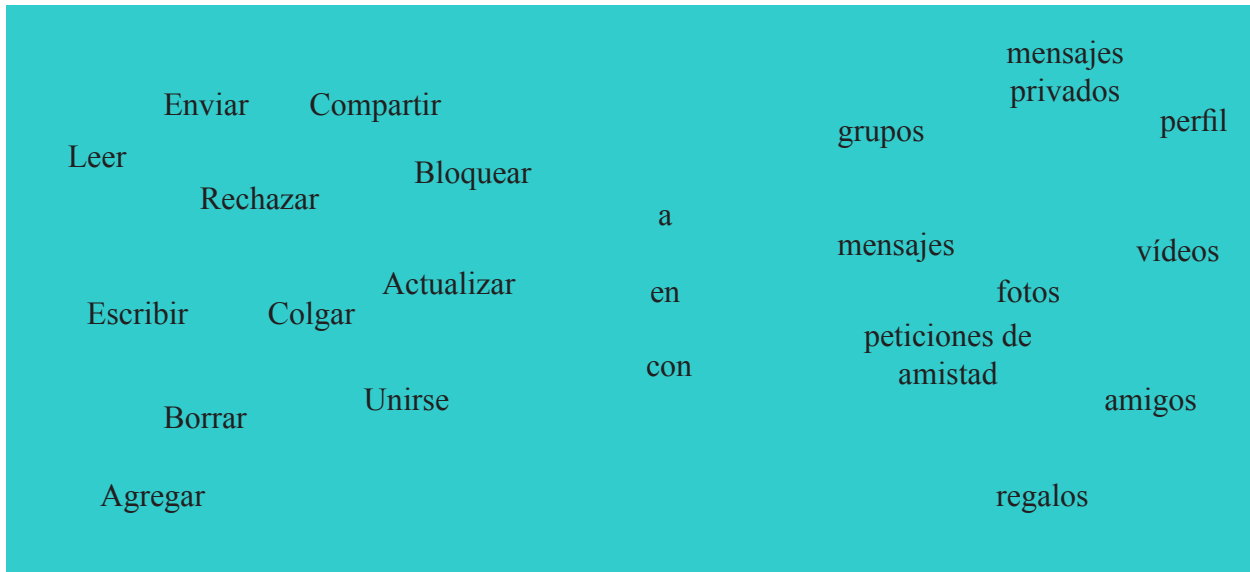 Enviar
Compartir
Leer
Bloquear
Rechazar
Actualizar
Escribir
Colgar
Unirse
Borrar
Agregar
a
en
con
mensajes
privados
perfil
grupos
mensajes
vídeos
fotos
peticiones de
amistad
amigos
regalos